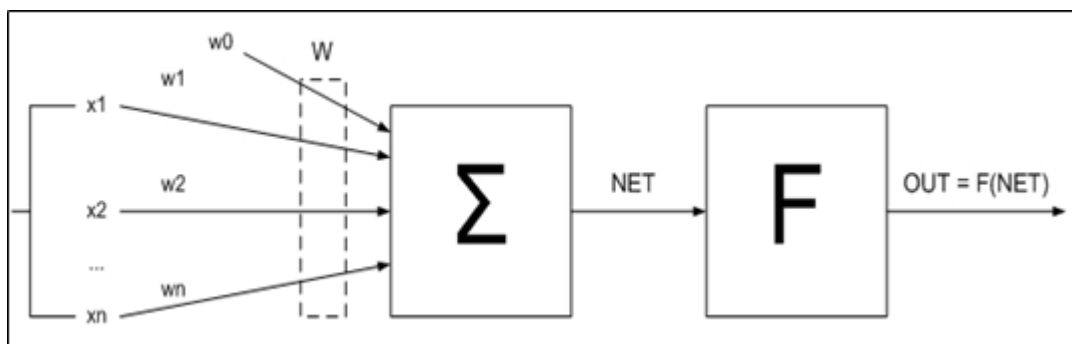 w0
W
w1
x1
w2
x2
...
wn
xn
Σ
NET
F
OUT = F(NET)